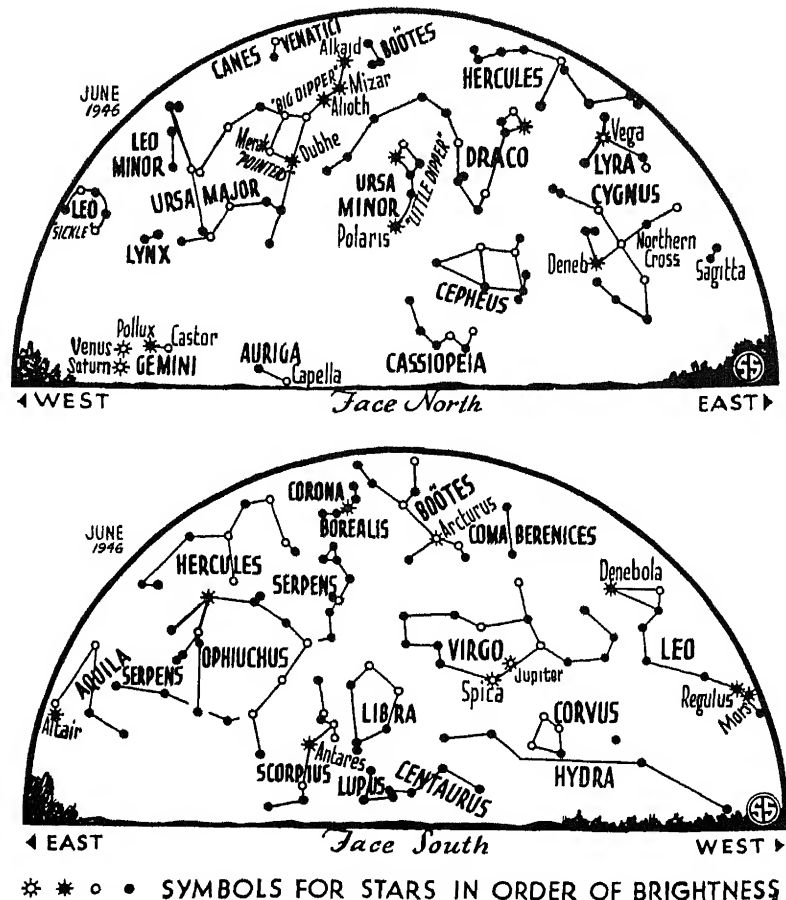 CANES VENATICI
BOÖTES
Alkaid
HERCULES
JUNE
1946
"BIG DIPPER"
Mizar
Alioth
Vega
LEO
MINOR
Merak
"POINTERS"
Dubhe
DRACO
LYRA
URSA MAJOR
URSA
MINOR
"LITTLE DIPPER"
CYGNUS
LEO
SICKLE
Polaris
LYNX
Deneb
Northern
Cross
Sagitta
CEPHEUS
Pollux
Castor
Venus
Saturn
GEMINI
AURIGA
Capella
CASSIOPEIA
SS
WEST
Face North
EAST
CORONA
BOREALIS
BOÖTES
Arcturus
COMA BERENICES
JUNE
1946
HERCULES
SERPENS
Denebola
AQUILA
SERPENS
OPHIUCHUS
VIRGO
LEO
Jupiter
Spica
Regulus
Mars
Altair
LIBRA
CORVUS
Antares
SCORPIUS
LUPUS
CENTAURUS
HYDRA
SS
EAST
Face South
WEST
SYMBOLS FOR STARS IN ORDER OF BRIGHTNESS